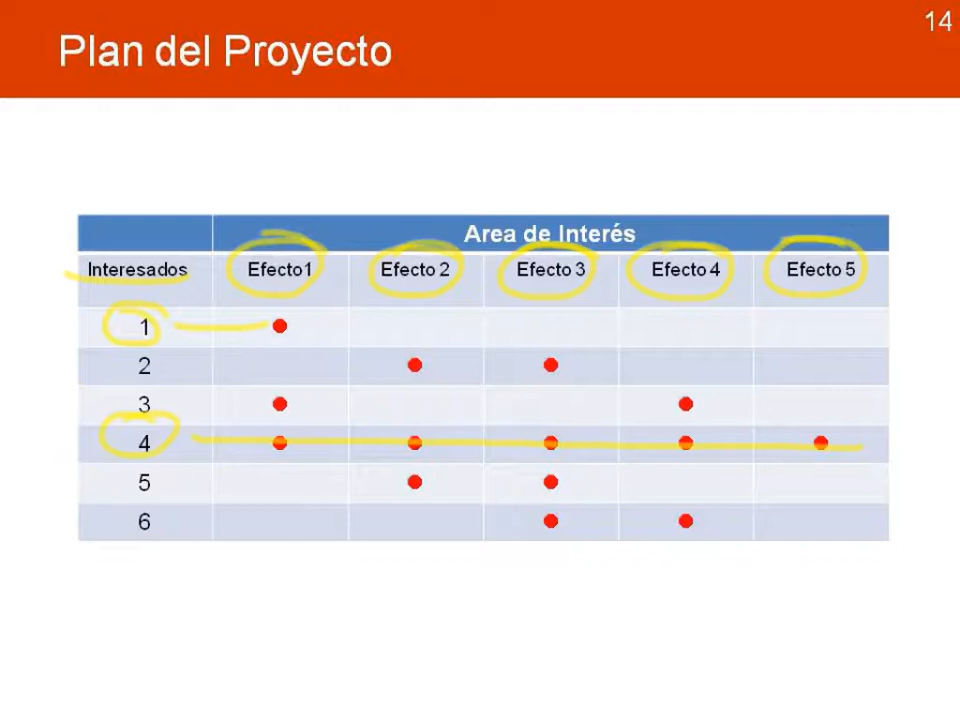 14
Plan del Proyecto
Area de Interés
Interesados Efecto1 Efecto 2 Efecto 3 Efecto 4 Efecto 5
1
2
3
4
5
6